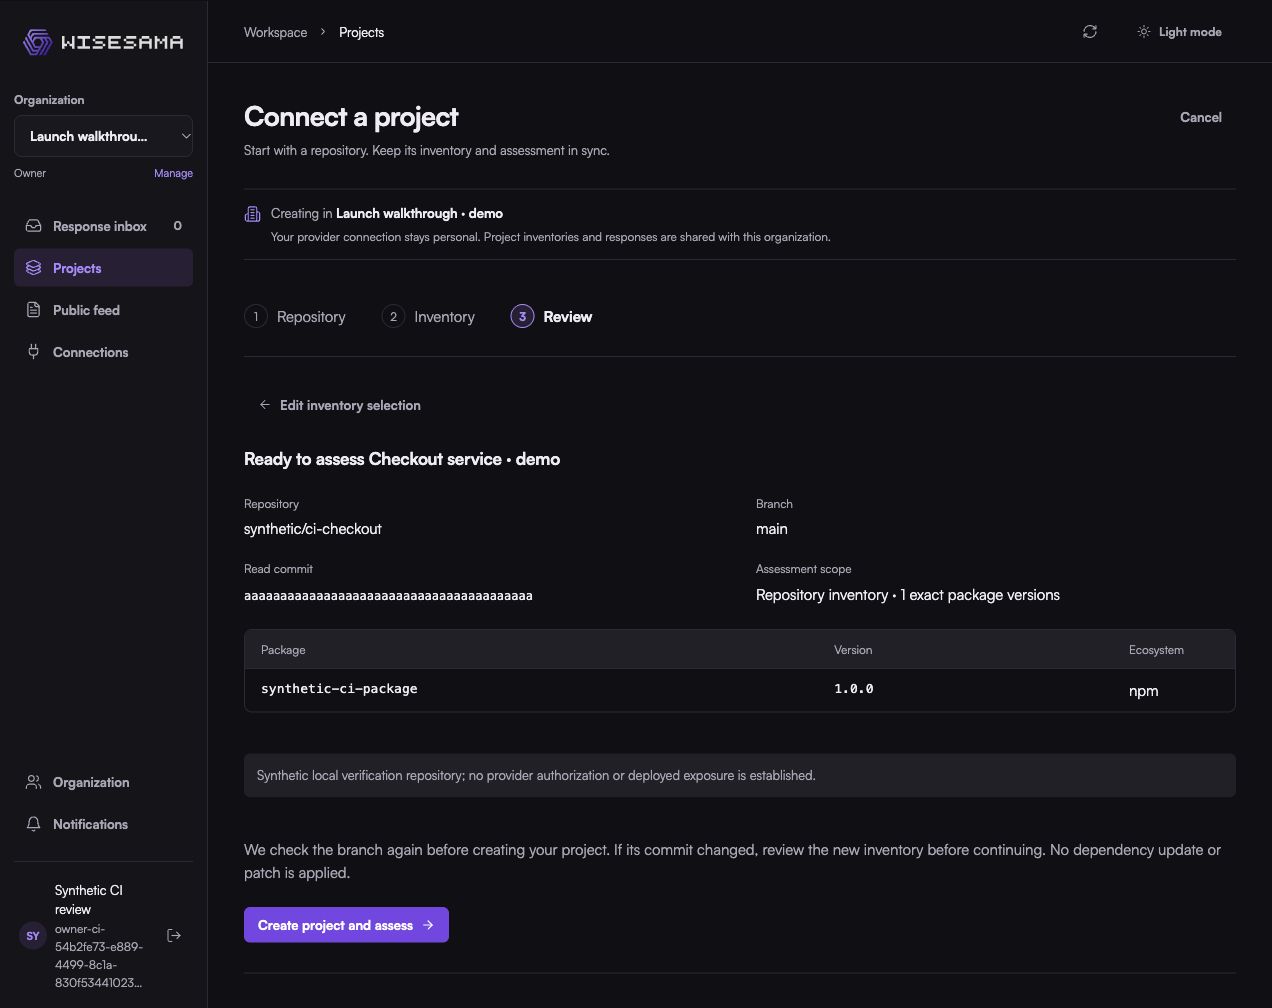 WISESAMA
Organization
Launch walkthrou...
Owner Manage
Response inbox 0
Projects
Public feed
Connections
Organization
Notifications
Synthetic CI
review
SY
owner-ci-
54b2fe73-e889-
4499-8c1a-
830f53441023...
Workspace > Projects
Light mode
Connect a project
Cancel
Start with a repository. Keep its inventory and assessment in sync.
Creating in Launch walkthrough · demo
Your provider connection stays personal. Project inventories and responses are shared with this organization.
1 Repository 2 Inventory 3 Review
← Edit inventory selection
Ready to assess Checkout service · demo
Repository Branch
synthetic/ci-checkout main
Read commit Assessment scope
aaaaaaaaaaaaaaaaaaaaaaaaaaaaaaaaaaaaaaaa Repository inventory · 1 exact package versions
Package Version Ecosystem
synthetic-ci-package 1.0.0 npm
Synthetic local verification repository; no provider authorization or deployed exposure is established.
We check the branch again before creating your project. If its commit changed, review the new inventory before continuing. No dependency update or
patch is applied.
Create project and assess →